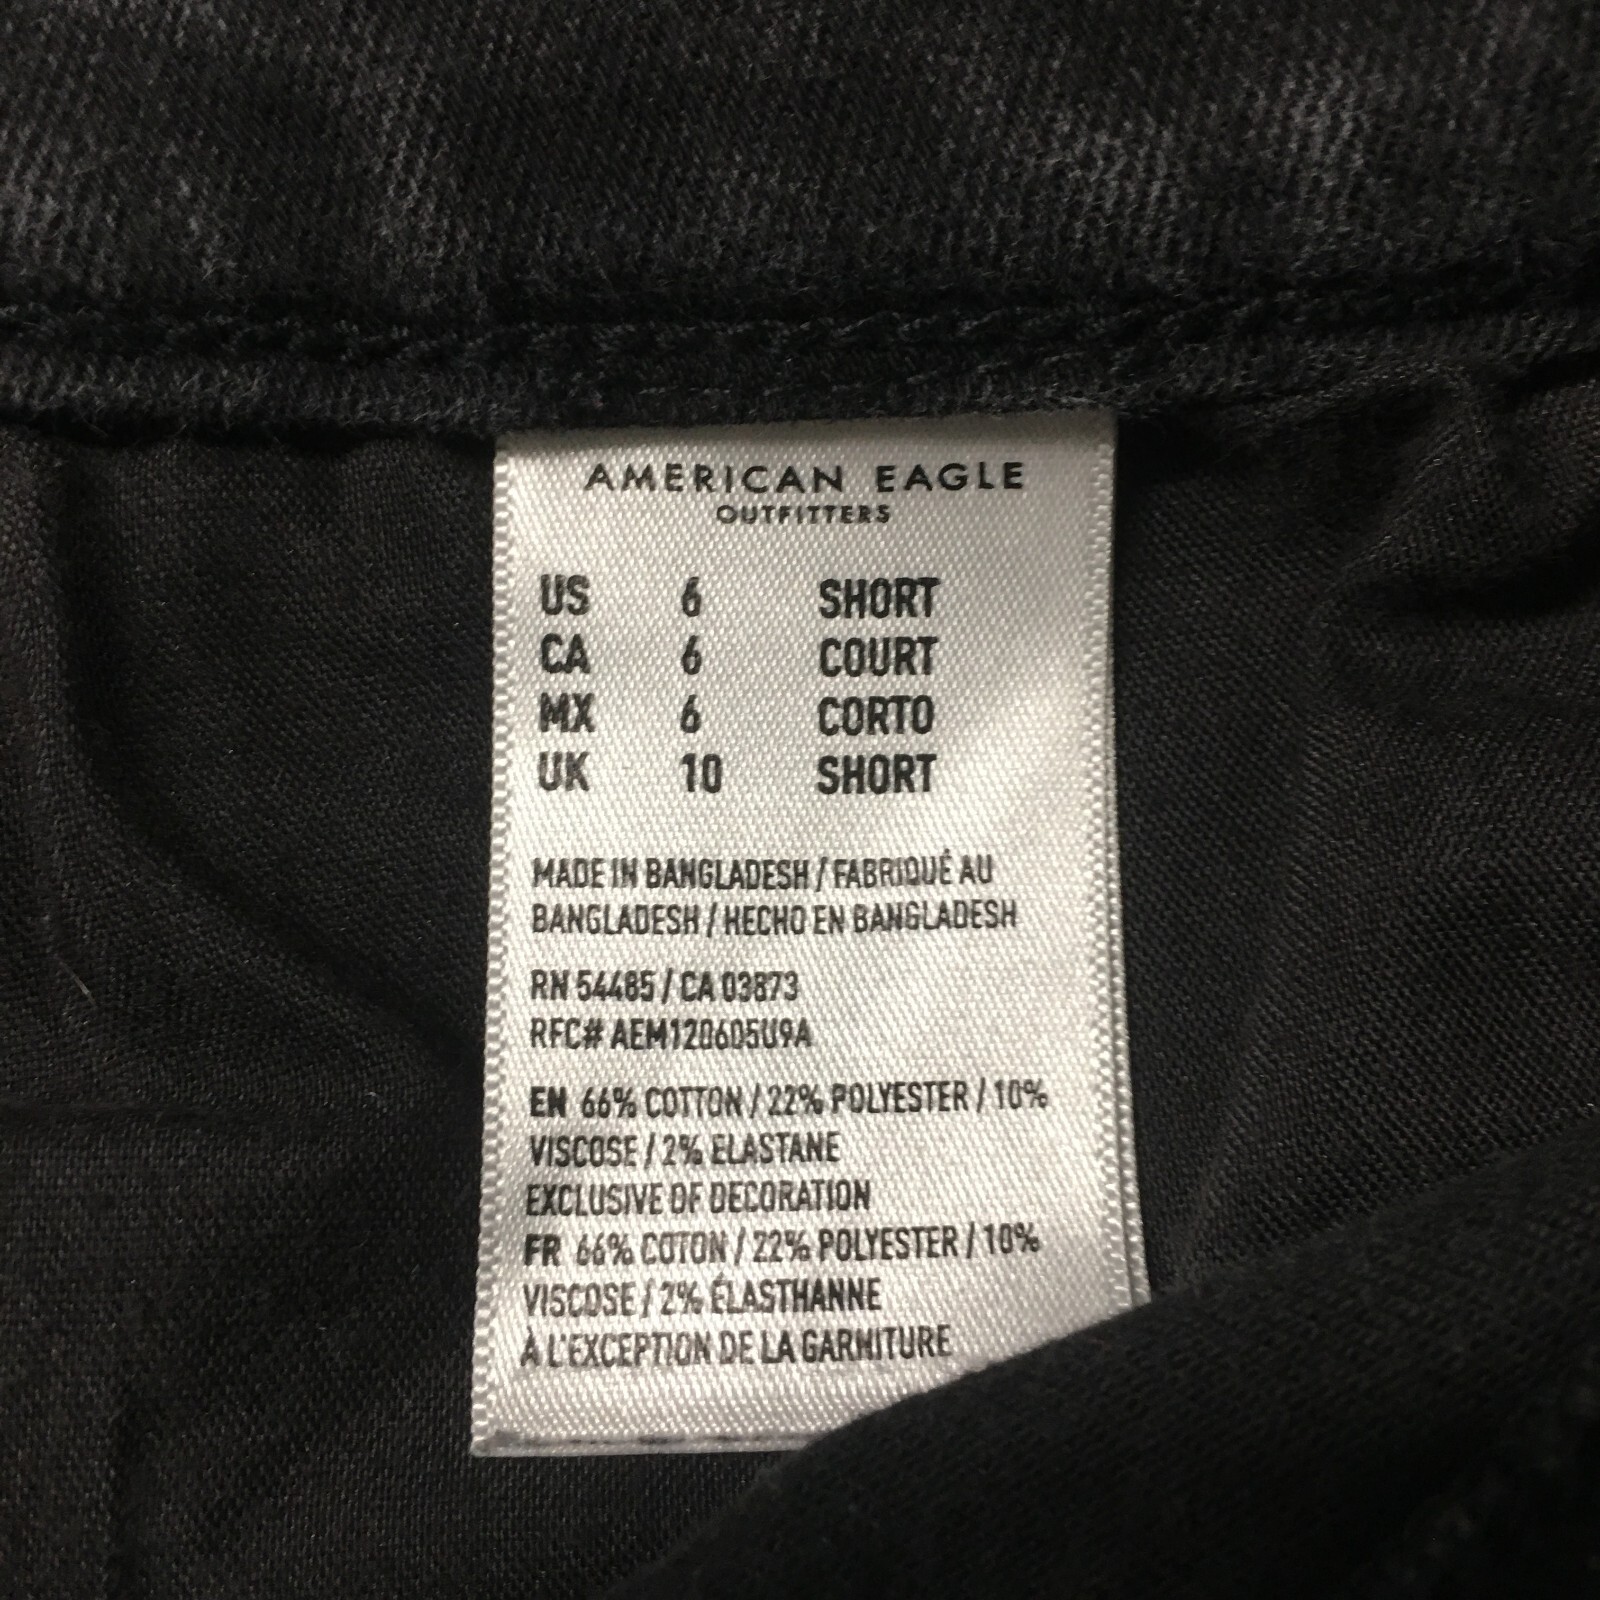 AMERICAN EAGLE
OUTFITTERS
US 6 SHORT
CA 6 COURT
MX 6 CORTO
UK 10 SHORT
MADE IN BANGLADESH / FABRIQUÉ AU
BANGLADESH / HECHO EN BANGLADESH
RN 54485 / CA 03873
RFC# AEM120605U9A
EN 66% COTTON / 22% POLYESTER / 10%
VISCOSE / 2% ELASTANE
EXCLUSIVE OF DECORATION
FR 66% COTON / 22% POLYESTER / 10%
VISCOSE / 2% ÉLASTHANNE
À L'EXCEPTION DE LA GARNITURE